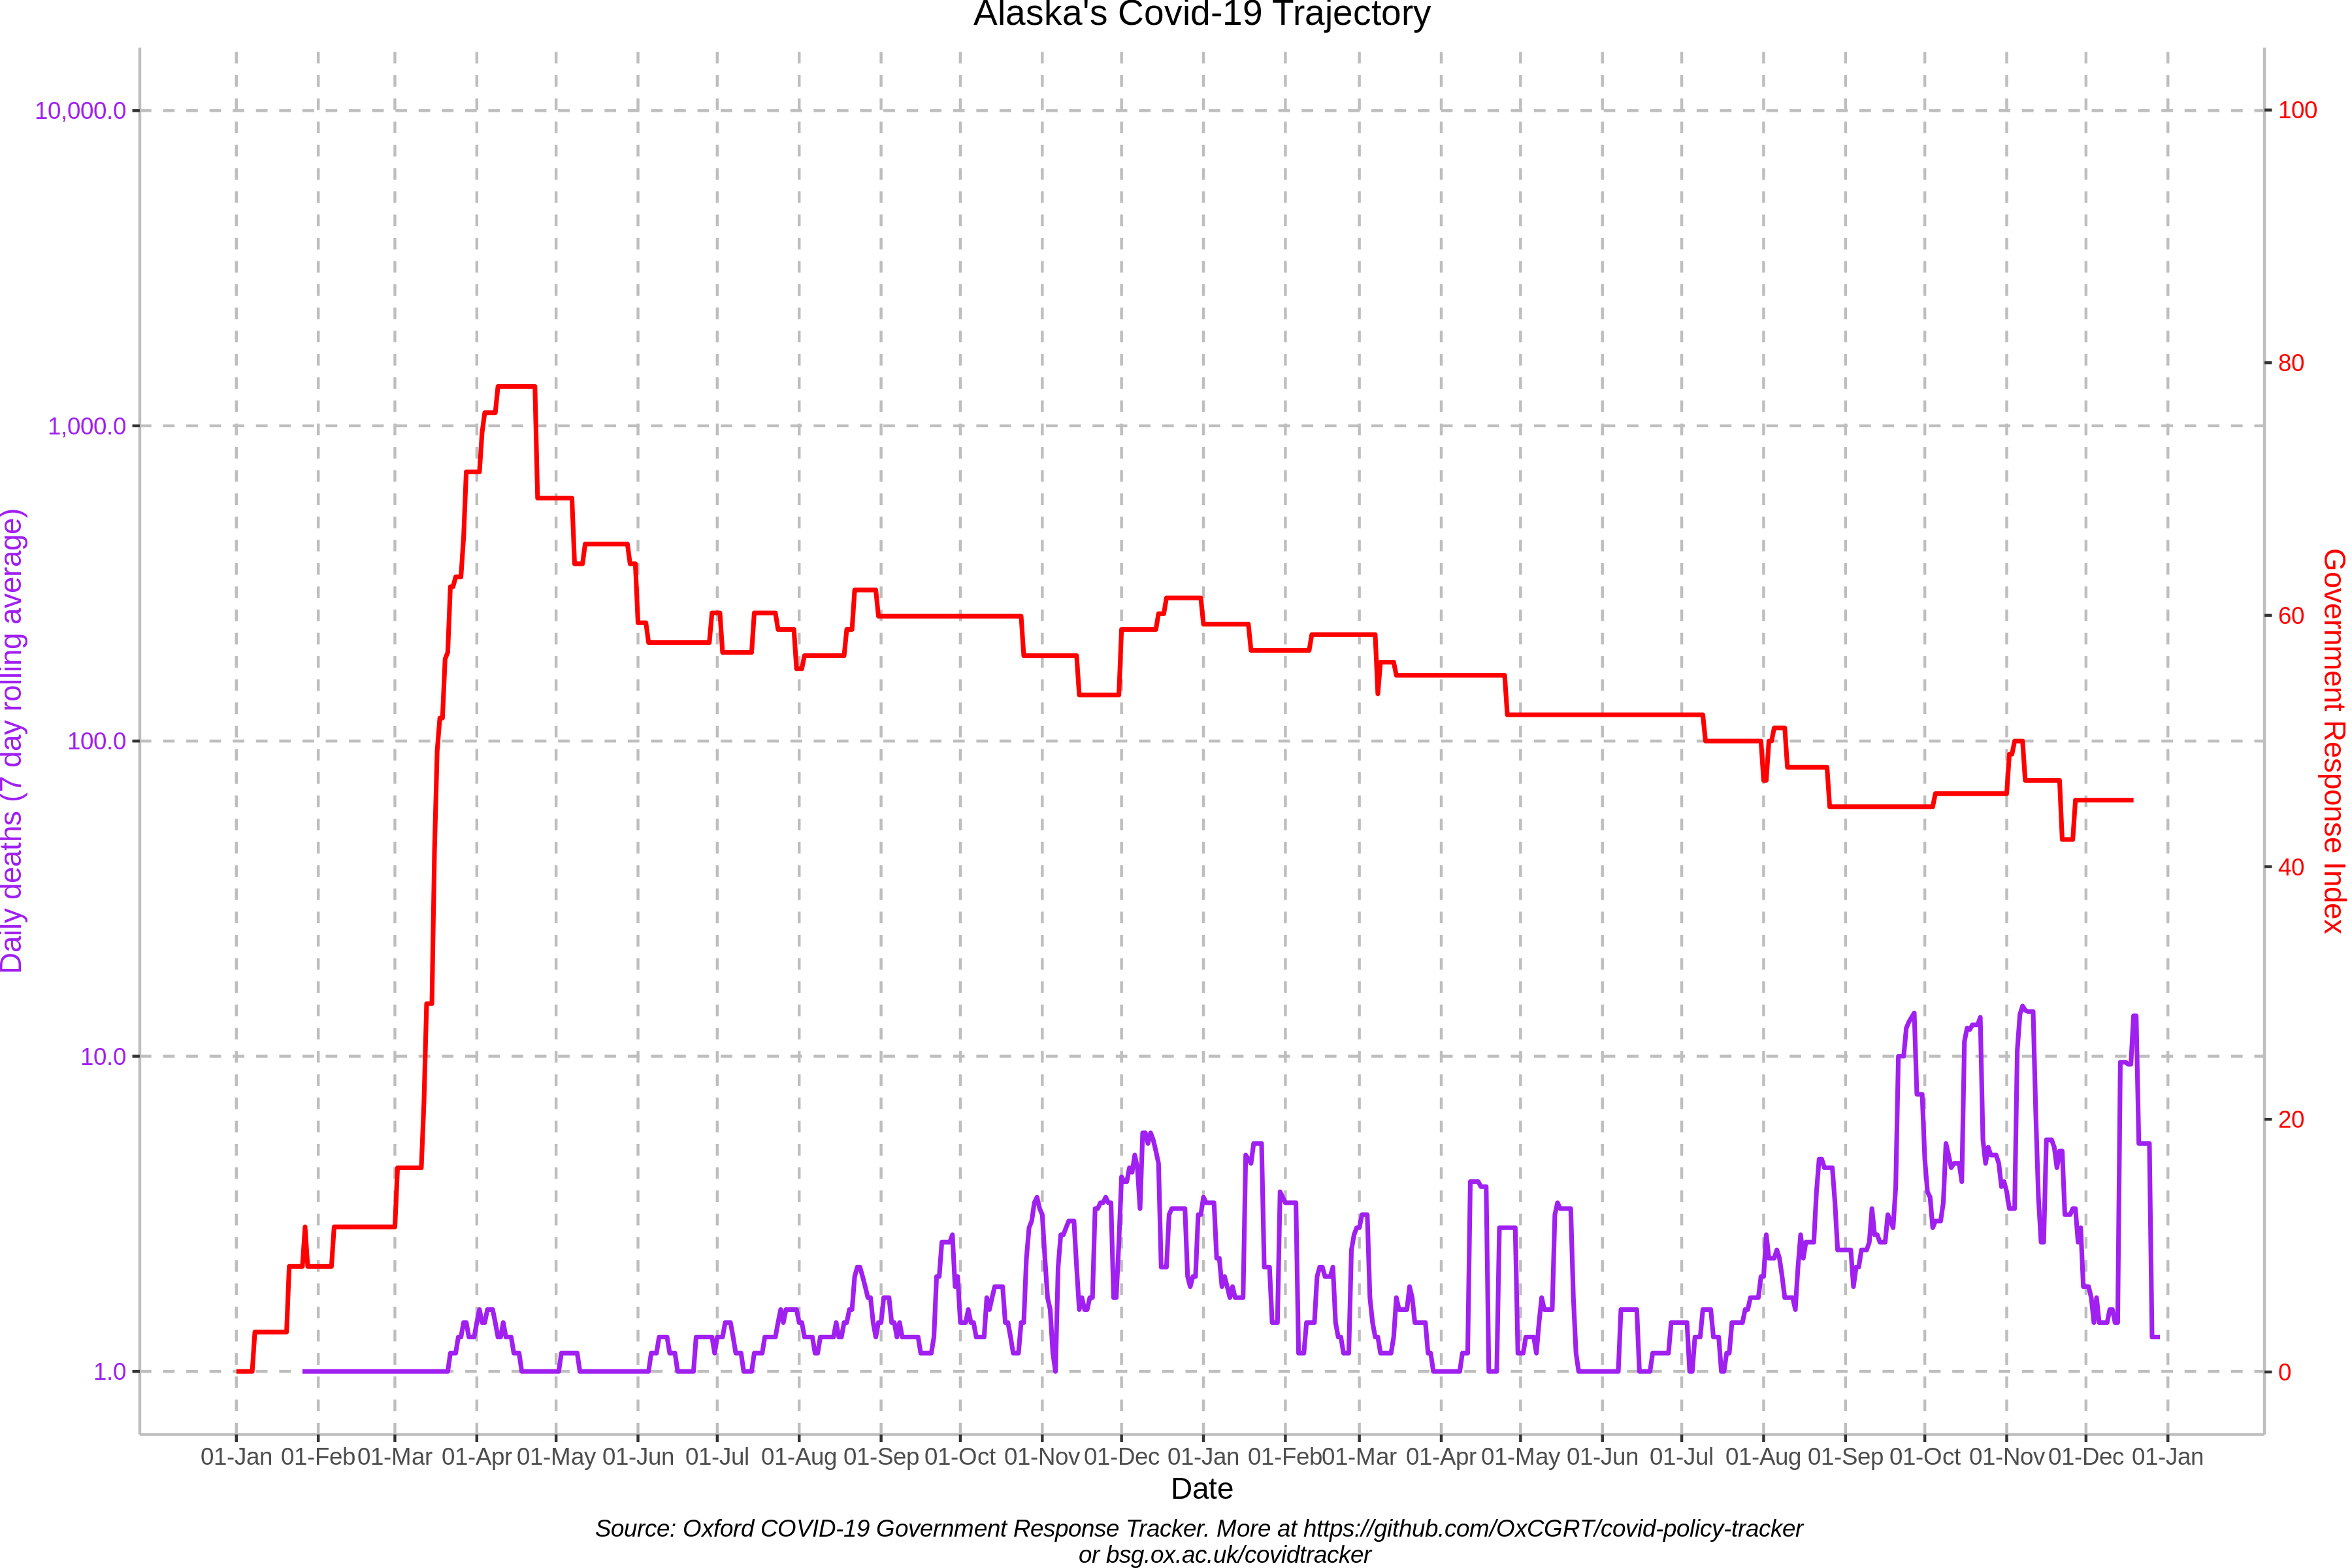 Alaska's Covid-19 Trajectory
10,000.0
1,000.0
100.0
10.0
1.0
Daily deaths (7 day rolling average)
100
80
60
40
20
0
Government Response Index
01-Jan 01-Feb 01-Mar 01-Apr 01-May 01-Jun 01-Jul 01-Aug 01-Sep 01-Oct 01-Nov 01-Dec 01-Jan 01-Feb 01-Mar 01-Apr 01-May 01-Jun 01-Jul 01-Aug 01-Sep 01-Oct 01-Nov 01-Dec 01-Jan
Date
Source: Oxford COVID-19 Government Response Tracker. More at https://github.com/OxCGRT/covid-policy-tracker
or bsg.ox.ac.uk/covidtracker